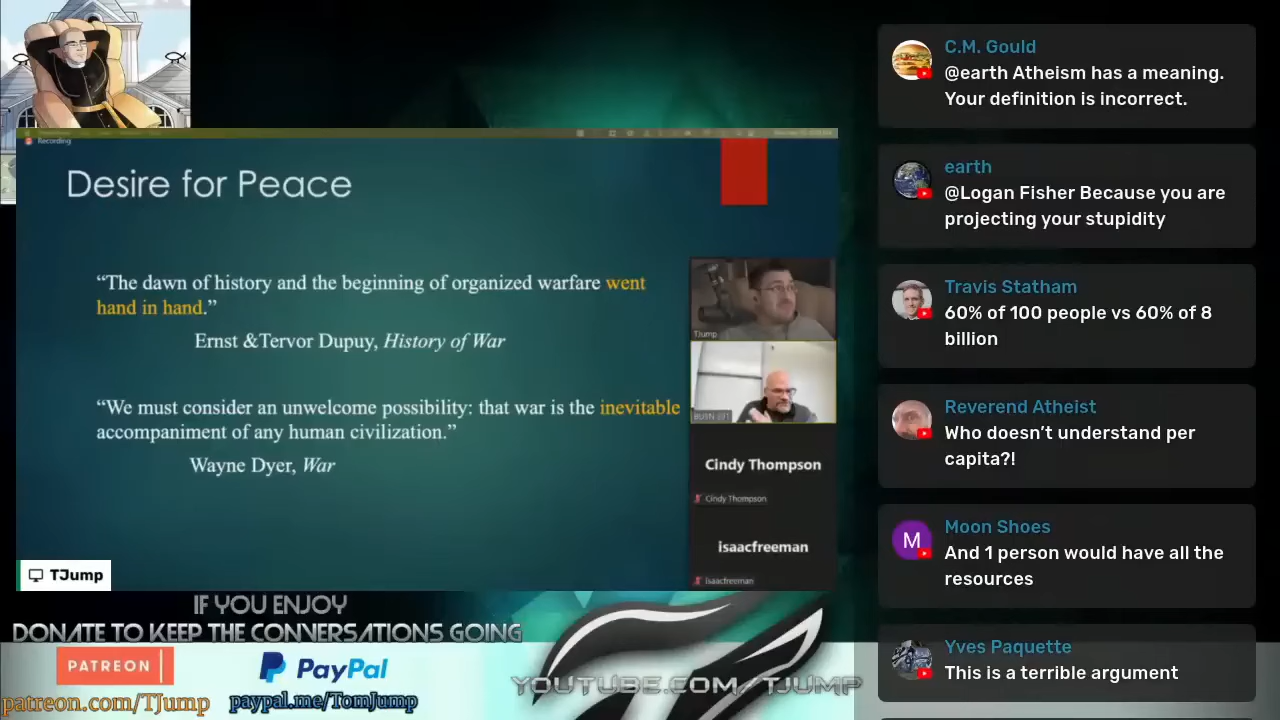 Recording
Desire for Peace
“The dawn of history and the beginning of organized warfare went
hand in hand.”
Ernst &Tervor Dupuy, History of War
“We must consider an unwelcome possibility: that war is the inevitable
accompaniment of any human civilization.”
Wayne Dyer, War
TJump
Cindy Thompson
Cindy Thompson
isaacfreeman
isaacfreeman
TJump
IF YOU ENJOY
DONATE TO KEEP THE CONVERSATIONS GOING
PATREON
PayPal
patreon.com/TJump
paypal.me/TomJump
YOUTUBE.COM/TJUMP
C.M. Gould
@earth Atheism has a meaning.
Your definition is incorrect.
earth
@Logan Fisher Because you are
projecting your stupidity
Travis Statham
60% of 100 people vs 60% of 8
billion
Reverend Atheist
Who doesn’t understand per
capita?!
M
Moon Shoes
And 1 person would have all the
resources
Yves Paquette
This is a terrible argument